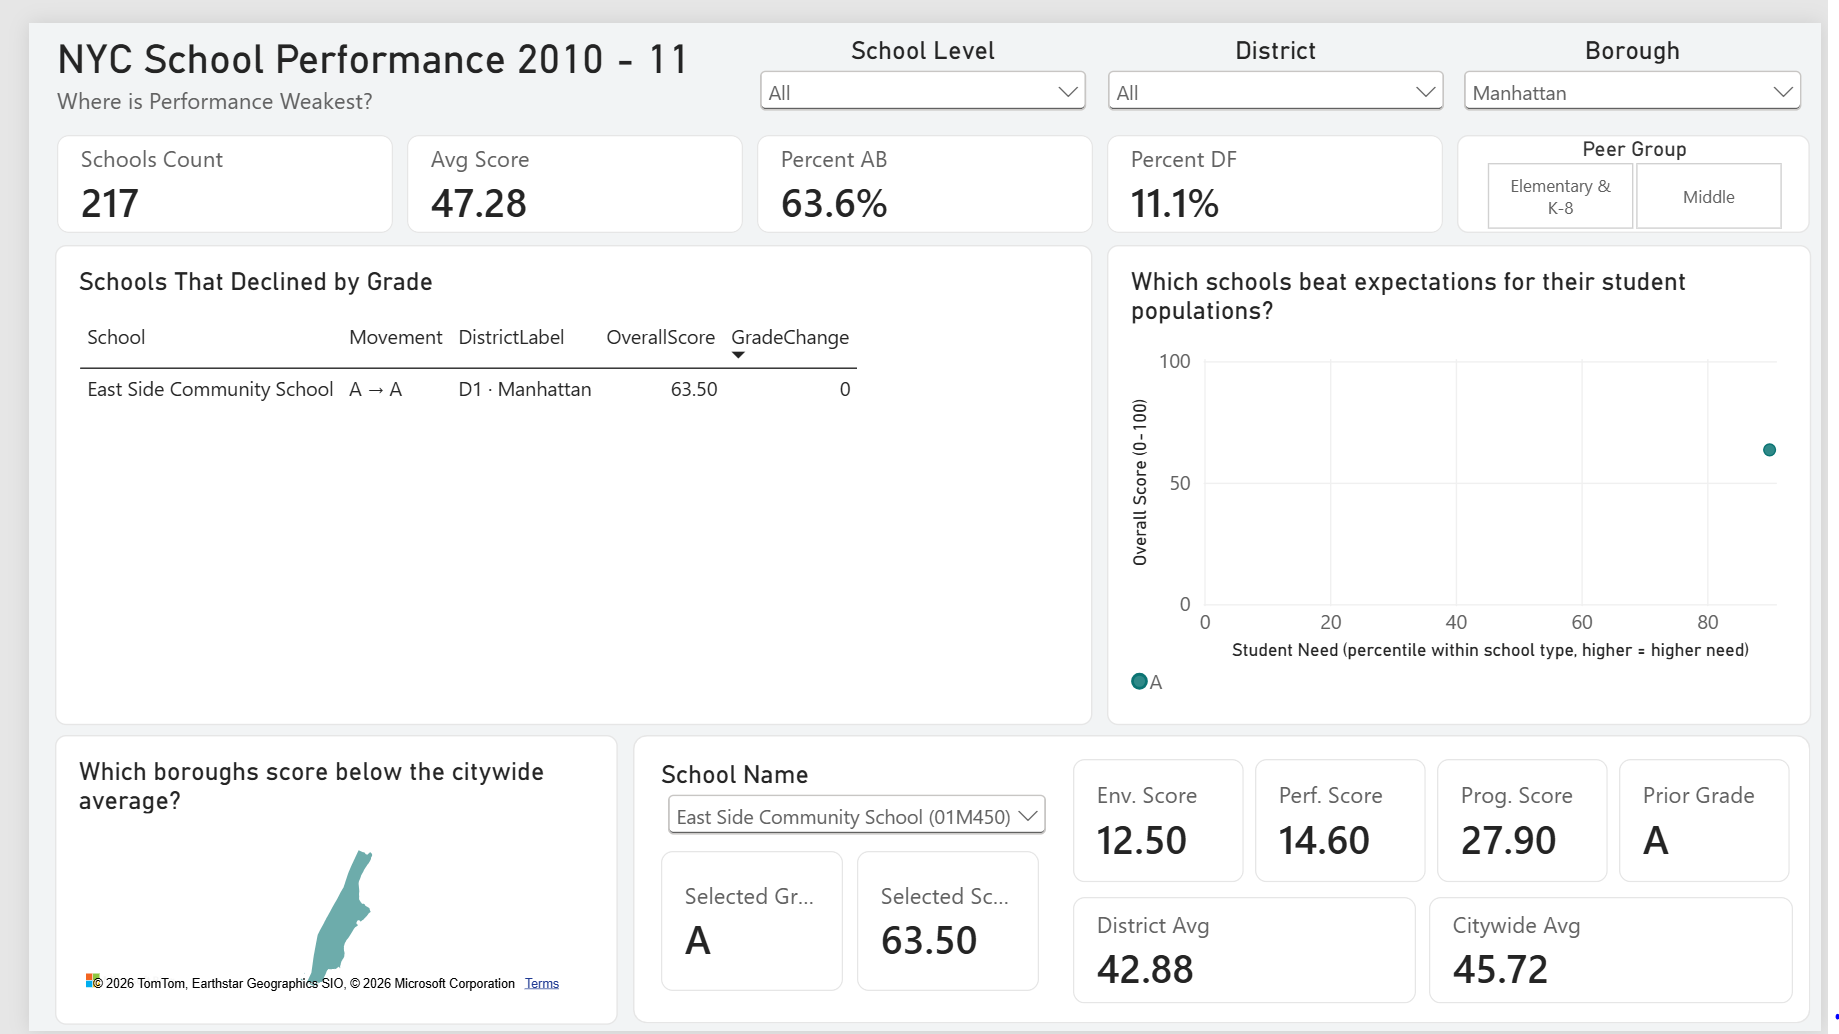 NYC School Performance 2010 - 11
Where is Performance Weakest?
School Level
All
District
All
Borough
Manhattan
Schools Count
217
Avg Score
47.28
Percent AB
63.6%
Percent DF
11.1%
Peer Group
Elementary &
K-8
Middle
Schools That Declined by Grade
School Movement DistrictLabel OverallScore GradeChange
East Side Community School A → A D1 · Manhattan 63.50 0
Which schools beat expectations for their student
populations?
Overall Score (0-100)
100
50
0
0 20 40 60 80
Student Need (percentile within school type, higher = higher need)
A
Which boroughs score below the citywide
average?
© 2026 TomTom, Earthstar Geographics SIO, © 2026 Microsoft Corporation Terms
School Name
East Side Community School (01M450)
Selected Gr...
A
Selected Sc...
63.50
Env. Score
12.50
Perf. Score
14.60
Prog. Score
27.90
Prior Grade
A
District Avg
42.88
Citywide Avg
45.72